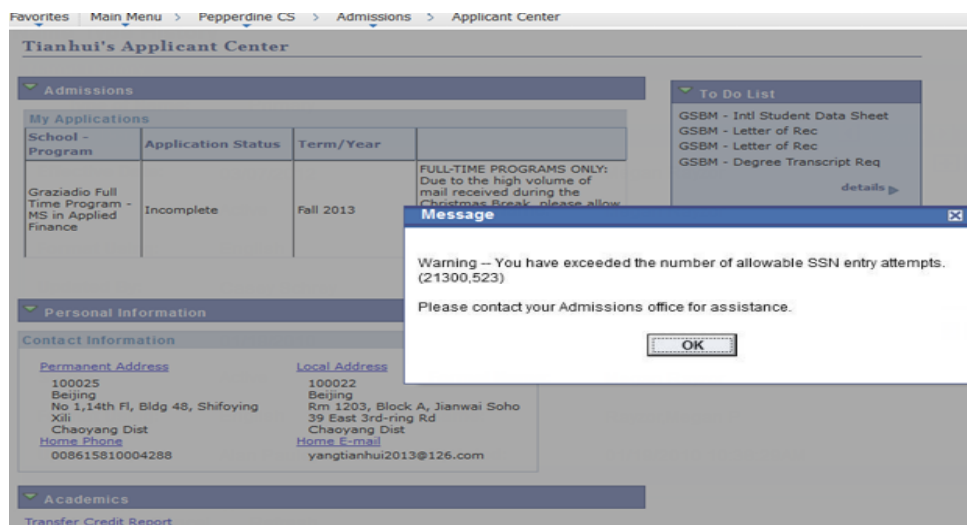 Favorites Main Menu > Pepperdine CS > Admissions > Applicant Center
Tianhui's Applicant Center
Admissions
My Applications
School - Program
Application Status
Term/Year
Graziadio Full
Time Program -
MS in Applied
Finance
Incomplete
Fall 2013
FULL-TIME PROGRAMS ONLY:
Due to the high volume of
mail received during the
Christmas Break, please allow
To Do List
GSBM - Intl Student Data Sheet
GSBM - Letter of Rec
GSBM - Letter of Rec
GSBM - Degree Transcript Req
details
Message
Warning -- You have exceeded the number of allowable SSN entry attempts.
(21300,523)
Please contact your Admissions office for assistance.
OK
Personal Information
Contact Information
Permanent Address
100025
Beijing
No 1,14th Fl, Bldg 48, Shifoying
Xili
Chaoyang Dist
Home Phone
008615810004288
Local Address
100022
Beijing
Rm 1203, Block A, Jianwai Soho
39 East 3rd-ring Rd
Chaoyang Dist
Home E-mail
yangtianhui2013@126.com
Academics
Transfer Credit Report